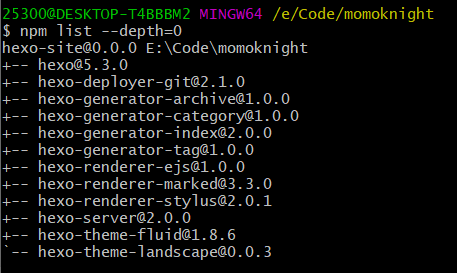 25300@DESKTOP-T4BBBM2 MINGW64 /e/Code/momoknight
$ npm list --depth=0
hexo-site@0.0.0 E:\Code\momoknight
+-- hexo@5.3.0
+-- hexo-deployer-git@2.1.0
+-- hexo-generator-archive@1.0.0
+-- hexo-generator-category@1.0.0
+-- hexo-generator-index@2.0.0
+-- hexo-generator-tag@1.0.0
+-- hexo-renderer-ejs@1.0.0
+-- hexo-renderer-marked@3.3.0
+-- hexo-renderer-stylus@2.0.1
+-- hexo-server@2.0.0
+-- hexo-theme-fluid@1.8.6
`-- hexo-theme-landscape@0.0.3